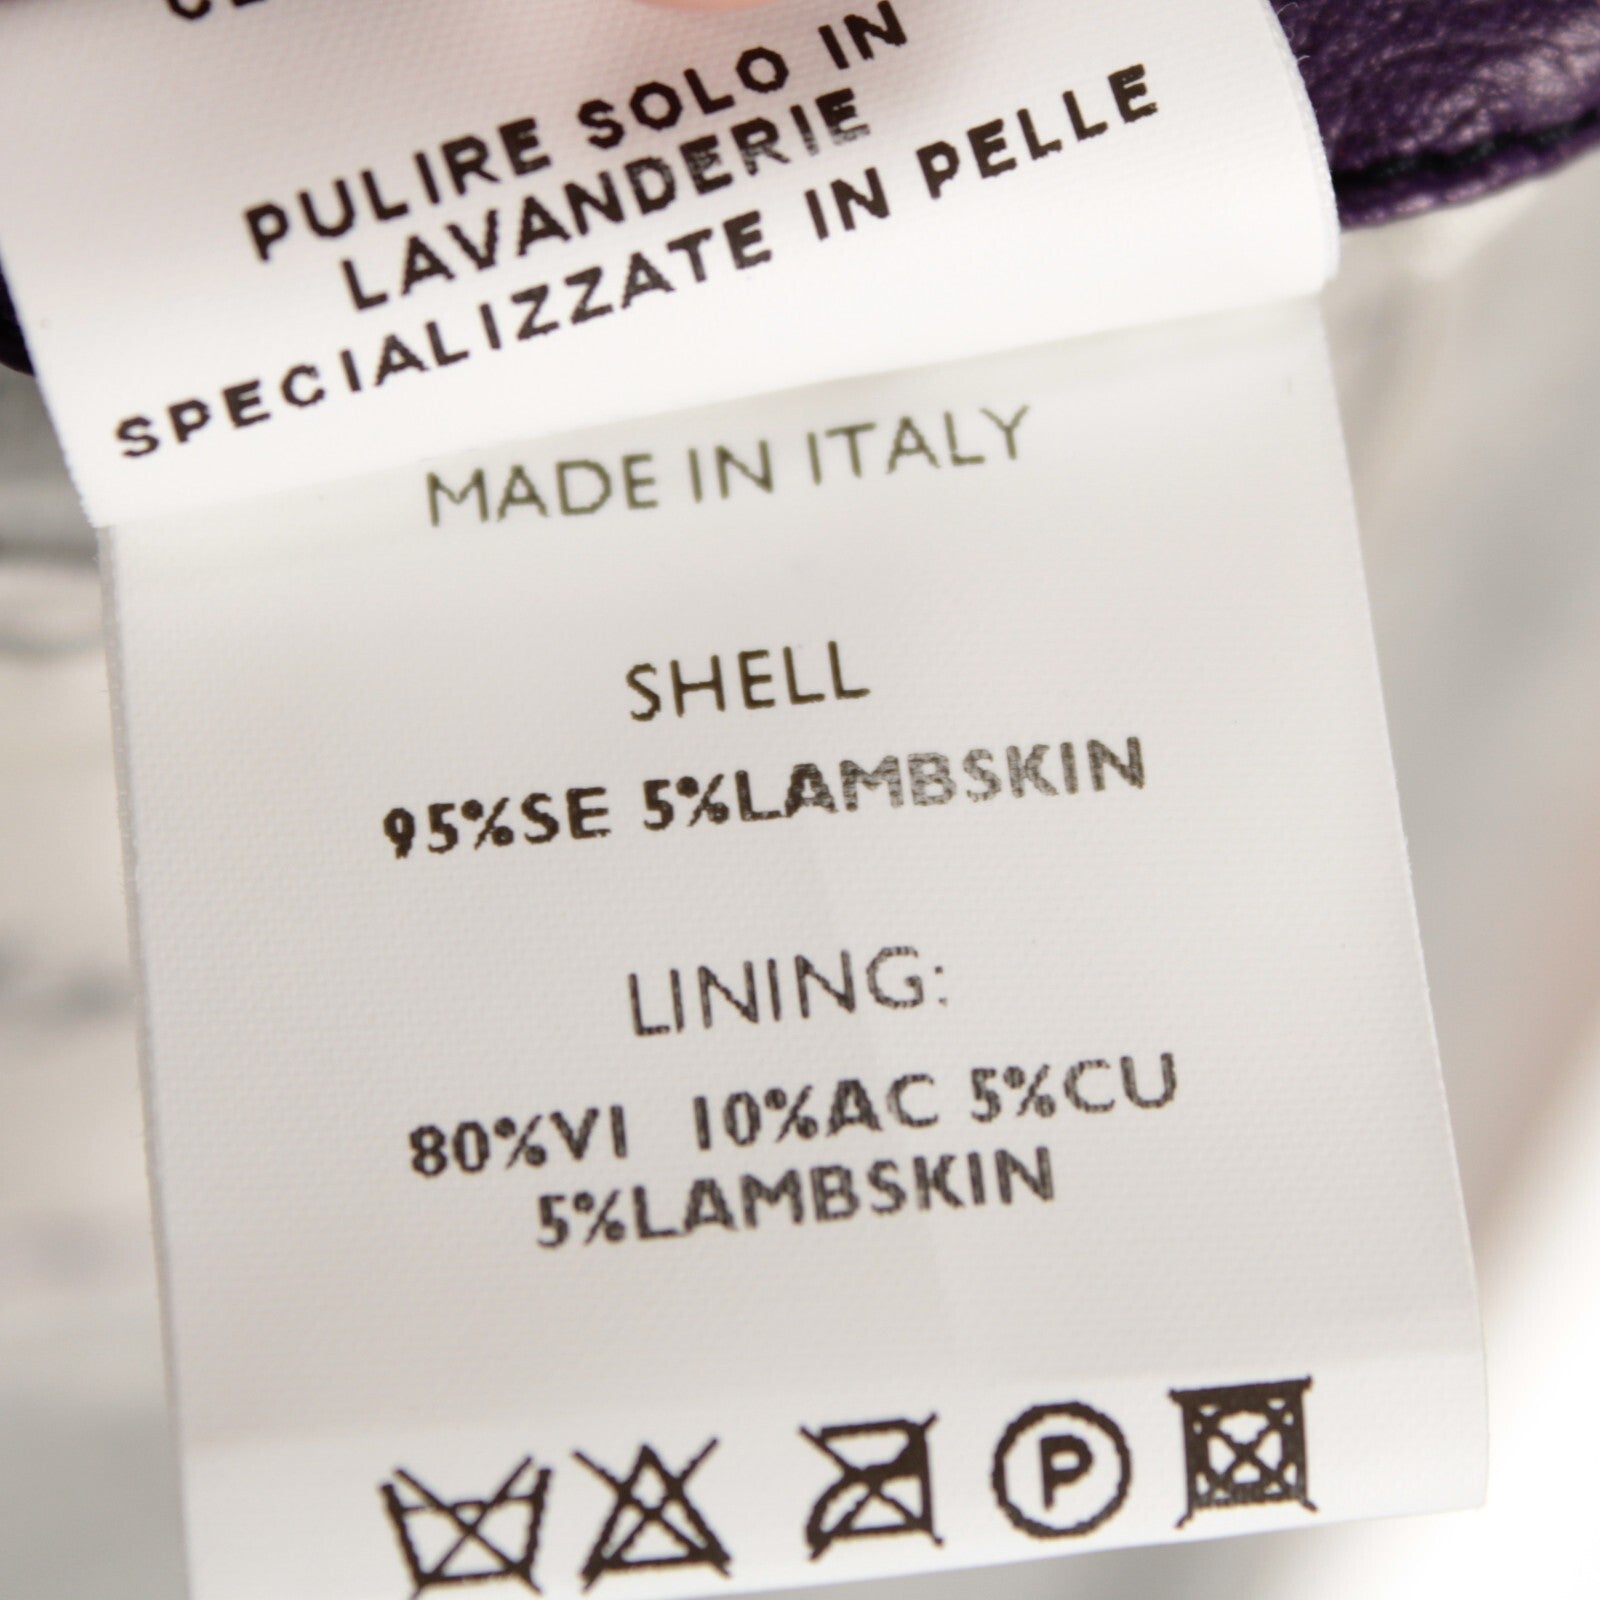 PULIRE SOLO IN
LAVANDERIE
SPECIALIZZATE IN PELLE
MADE IN ITALY
SHELL
95%SE 5%LAMBSKIN
LINING:
80%VI 10%AC 5%CU
5%LAMBSKIN
P